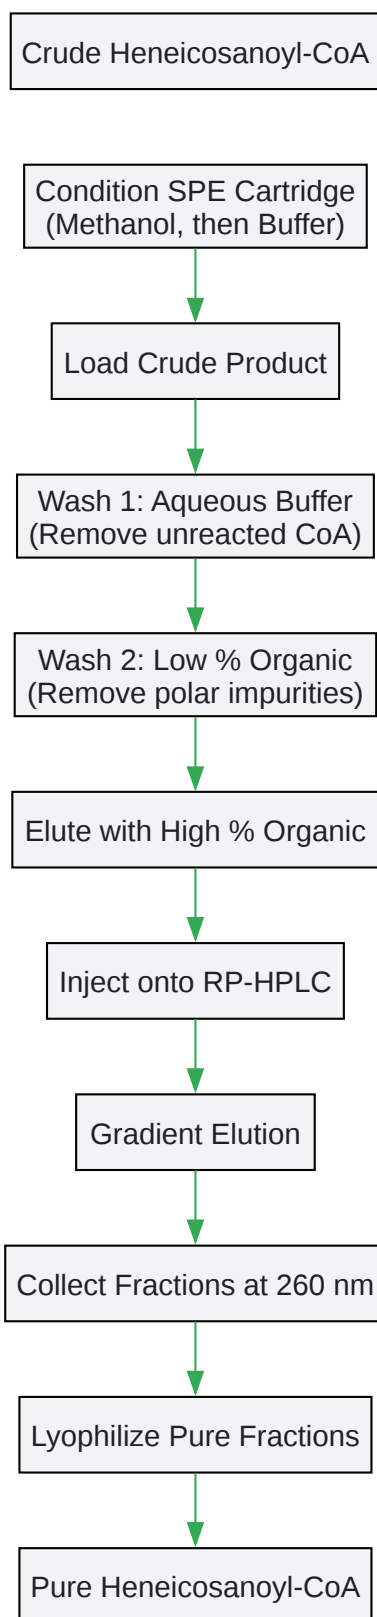 Crude Heneicosanoyl-CoA
Condition SPE Cartridge
(Methanol, then Buffer)
Load Crude Product
Wash 1: Aqueous Buffer
(Remove unreacted CoA)
Wash 2: Low % Organic
(Remove polar impurities)
Elute with High % Organic
Inject onto RP-HPLC
Gradient Elution
Collect Fractions at 260 nm
Lyophilize Pure Fractions
Pure Heneicosanoyl-CoA